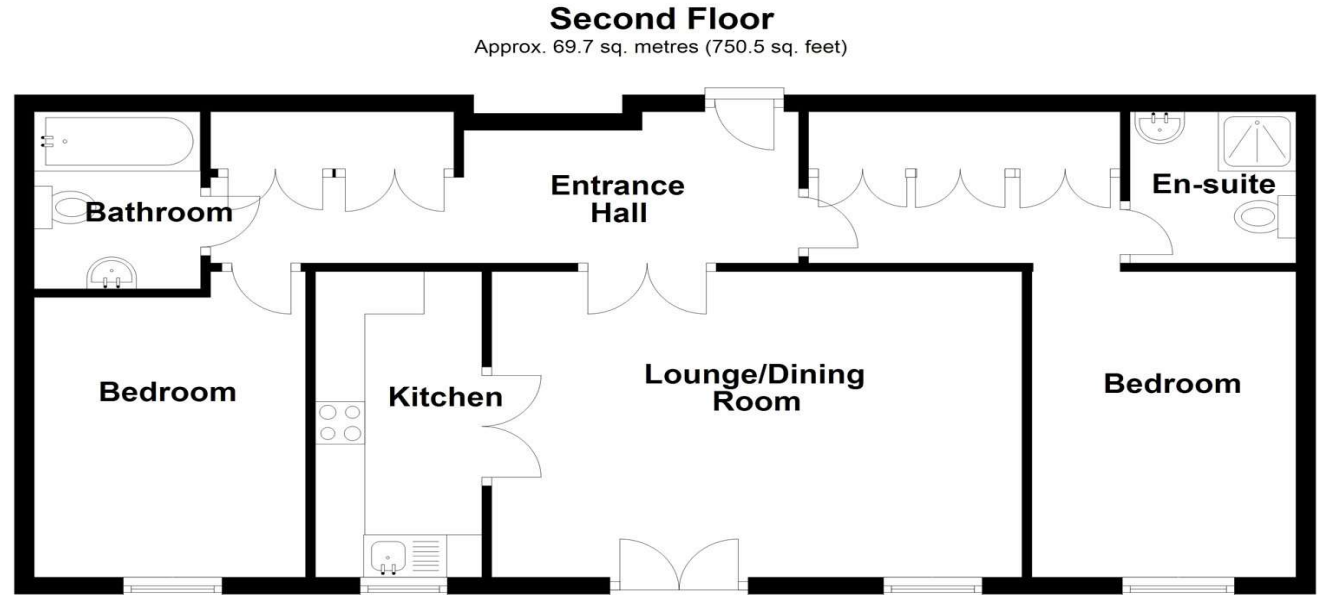 Second Floor
Approx. 69.7 sq. metres (750.5 sq. feet)
Entrance
Hall
En-suite
Bathroom
Bedroom
Kitchen
Lounge/Dining
Room
Bedroom